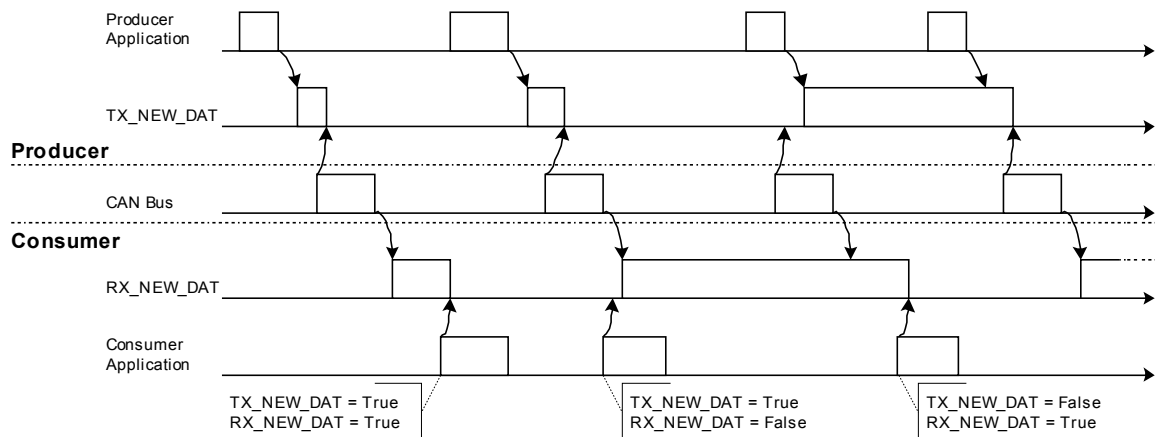 Producer
Application
TX_NEW_DAT
Producer
CAN Bus
Consumer
RX_NEW_DAT
Consumer
Application
TX_NEW_DAT = True
RX_NEW_DAT = True
TX_NEW_DAT = True
RX_NEW_DAT = False
TX_NEW_DAT = False
RX_NEW_DAT = True